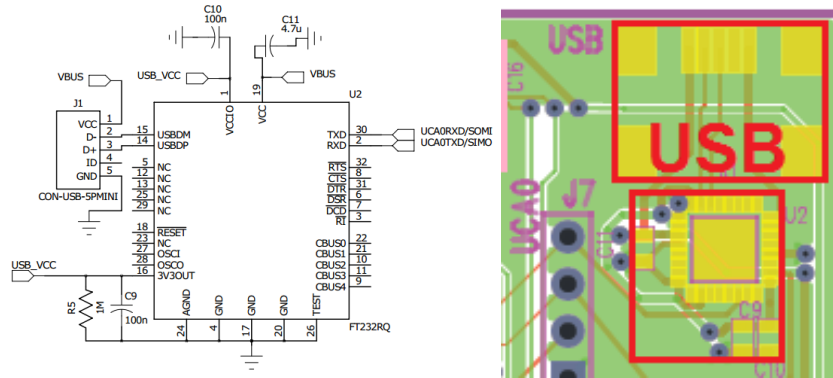 C10
100n
C11
4.7u
VBUS
USB_VCC
VBUS
J1
U2
1
19
VCCIO
VCC
VCC
1
D-
2
D+
3
ID
4
GND
5
CON-USB-5PMINI
15
USBDM
14
USBDP
5
NC
12
NC
13
NC
25
NC
29
NC
18
RESET
23
NC
27
OSCI
28
OSCO
16
3V3OUT
TXD
30
UCA0RXD/SOMI
RXD
2
UCA0TXD/SIMO
RTS
32
CTS
8
DTR
31
DSR
6
DCD
7
RI
3
CBUS0
22
CBUS1
21
CBUS2
10
CBUS3
11
CBUS4
9
USB_VCC
R5
1M
C9
100n
AGND
GND
GND
GND
TEST
24
4
17
20
26
FT232RQ
USB
C16
USB
UCA0
J7
C11
U2
C9
C10